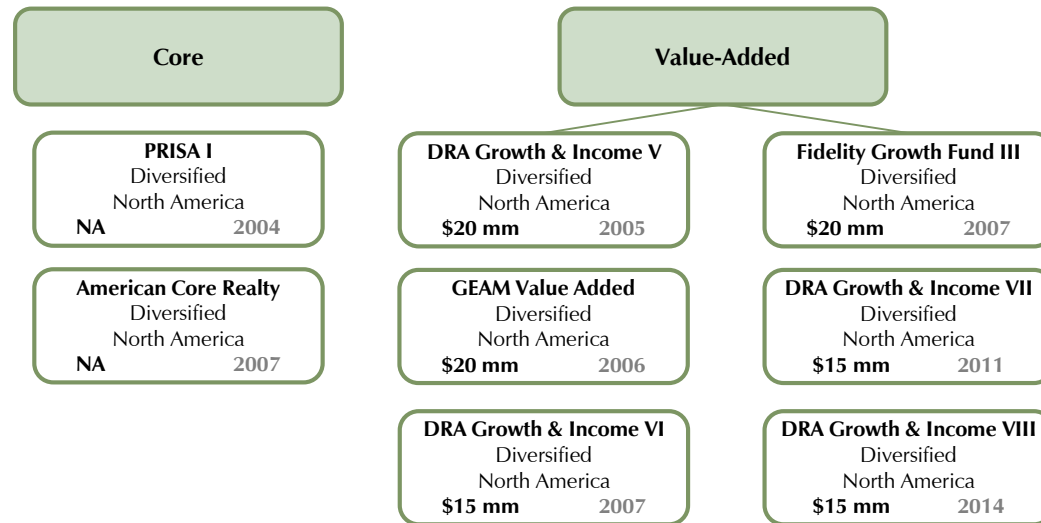 Core
PRISA I
Diversified
North America
NA 2004
American Core Realty
Diversified
North America
NA 2007
Value-Added
DRA Growth & Income V
Diversified
North America
$20 mm 2005
GEAM Value Added
Diversified
North America
$20 mm 2006
DRA Growth & Income VI
Diversified
North America
$15 mm 2007
Fidelity Growth Fund III
Diversified
North America
$20 mm 2007
DRA Growth & Income VII
Diversified
North America
$15 mm 2011
DRA Growth & Income VIII
Diversified
North America
$15 mm 2014